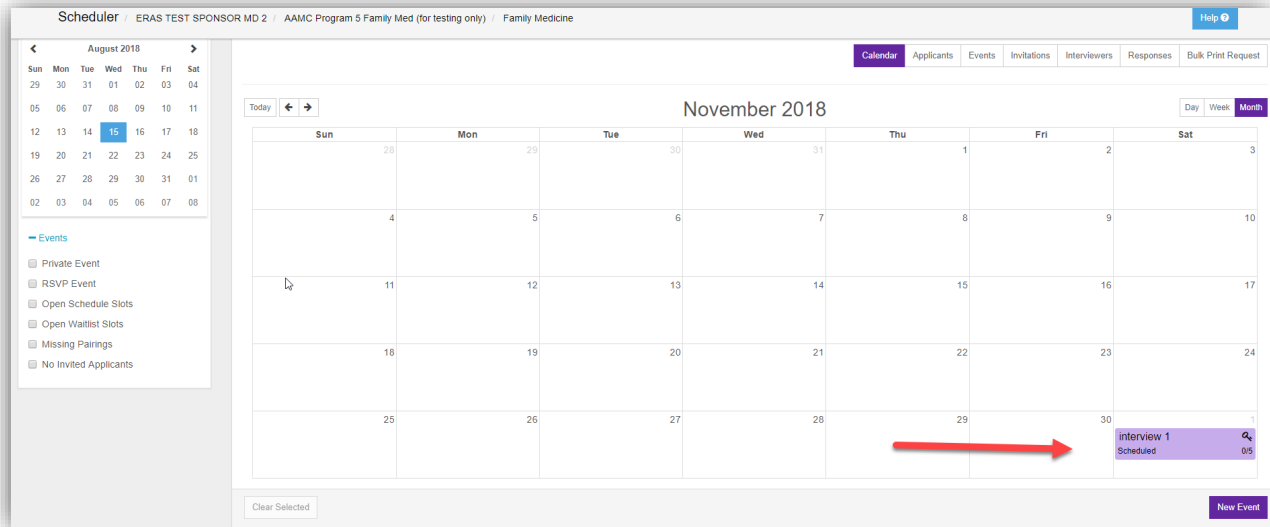 Scheduler / ERAS TEST SPONSOR MD 2 / AAMC Program 5 Family Med (for testing only) / Family Medicine
Help
August 2018
Sun Mon Tue Wed Thu Fri Sat
29 30 31 01 02 03 04
05 06 07 08 09 10 11
12 13 14 15 16 17 18
19 20 21 22 23 24 25
26 27 28 29 30 31 01
02 03 04 05 06 07 08
Events
Private Event
RSVP Event
Open Schedule Slots
Open Waitlist Slots
Missing Pairings
No Invited Applicants
Calendar Applicants Events Invitations Interviewers Responses Bulk Print Request
Today November 2018 Day Week Month
Sun Mon Tue Wed Thu Fri Sat
28 29 30 31 1 2 3
4 5 6 7 8 9 10
11 12 13 14 15 16 17
18 19 20 21 22 23 24
25 26 27 28 29 30 1
interview 1
Scheduled 0/5
Clear Selected New Event